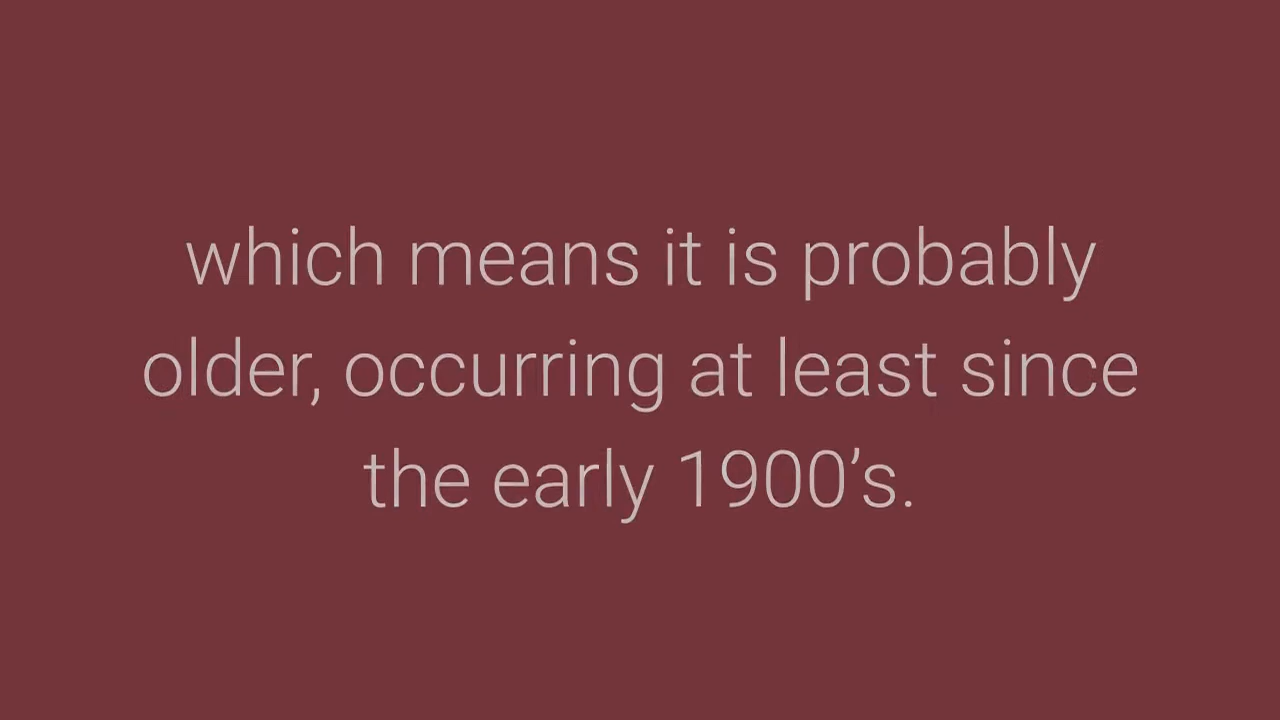 which means it is probably
older, occurring at least since
the early 1900’s.